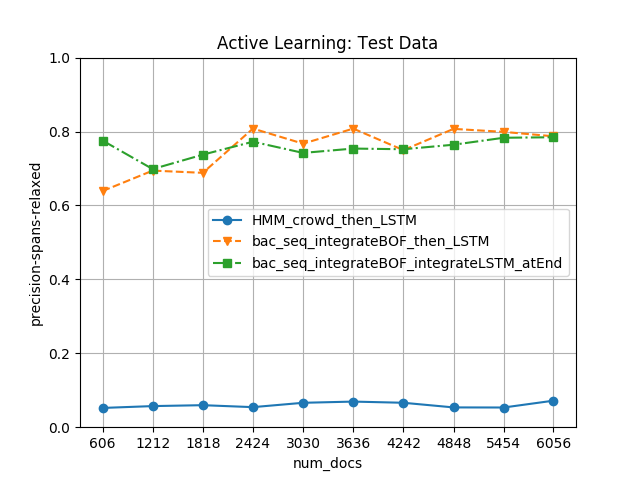 Active Learning: Test Data
precision-spans-relaxed
1.0
0.8
0.6
0.4
0.2
0.0
HMM_crowd_then_LSTM
bac_seq_integrateBOF_then_LSTM
bac_seq_integrateBOF_integrateLSTM_atEnd
606 1212 1818 2424 3030 3636 4242 4848 5454 6056
num_docs